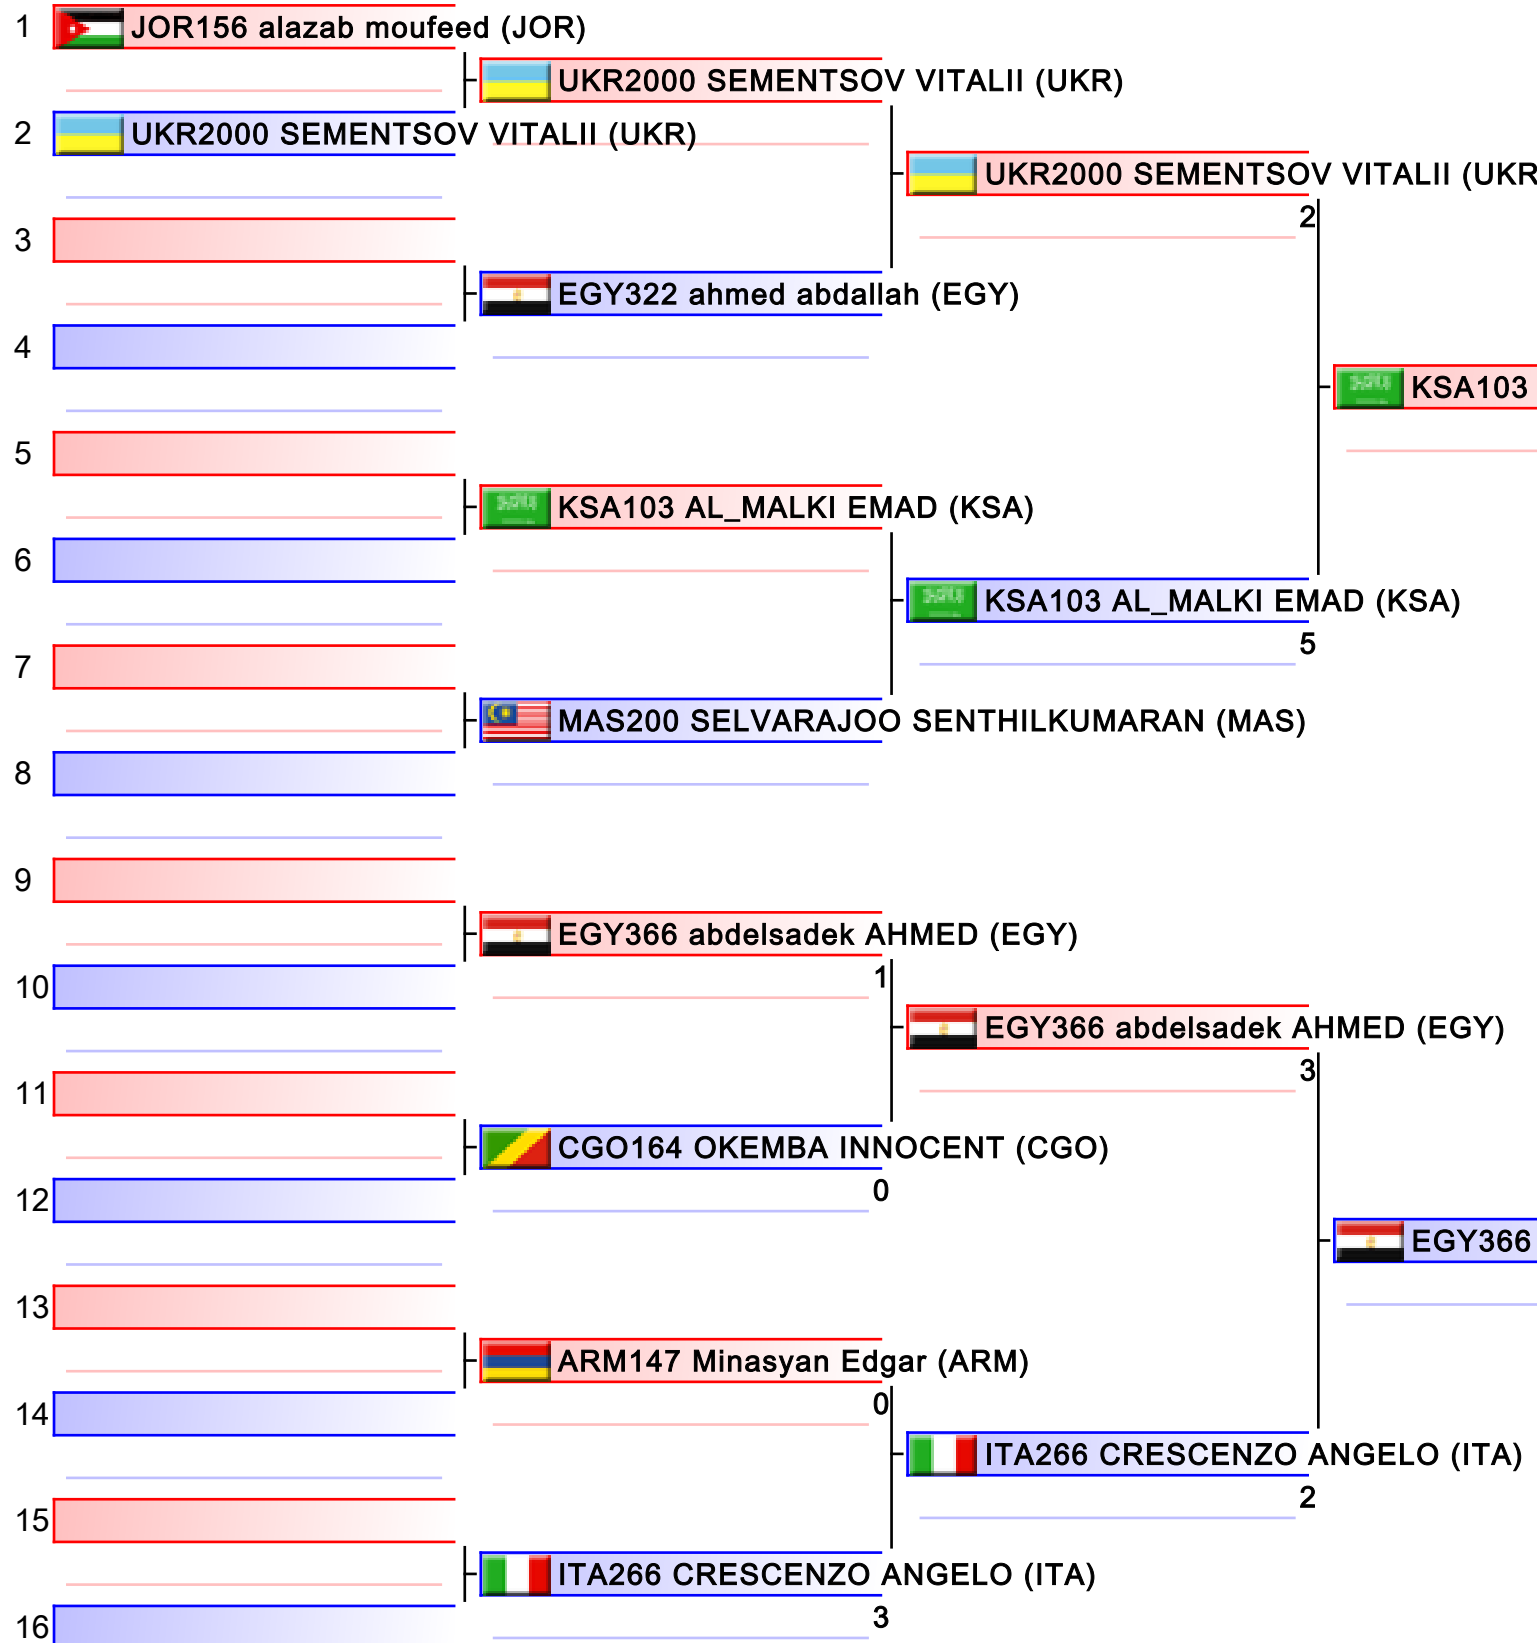 1 JOR156 alazab moufeed (JOR)
UKR2000 SEMENTSOV VITALII (UKR)
2 UKR2000 SEMENTSOV VITALII (UKR)
UKR2000 SEMENTSOV VITALII (UKR
2
3
EGY322 ahmed abdallah (EGY)
4
KSA103
5
KSA103 AL_MALKI EMAD (KSA)
6
KSA103 AL_MALKI EMAD (KSA)
5
7
MAS200 SELVARAJOO SENTHILKUMARAN (MAS)
8
9
EGY366 abdelsadek AHMED (EGY)
1
10
EGY366 abdelsadek AHMED (EGY)
3
11
CGO164 OKEMBA INNOCENT (CGO)
0
12
EGY366
13
ARM147 Minasyan Edgar (ARM)
0
14
ITA266 CRESCENZO ANGELO (ITA)
2
15
ITA266 CRESCENZO ANGELO (ITA)
3
16